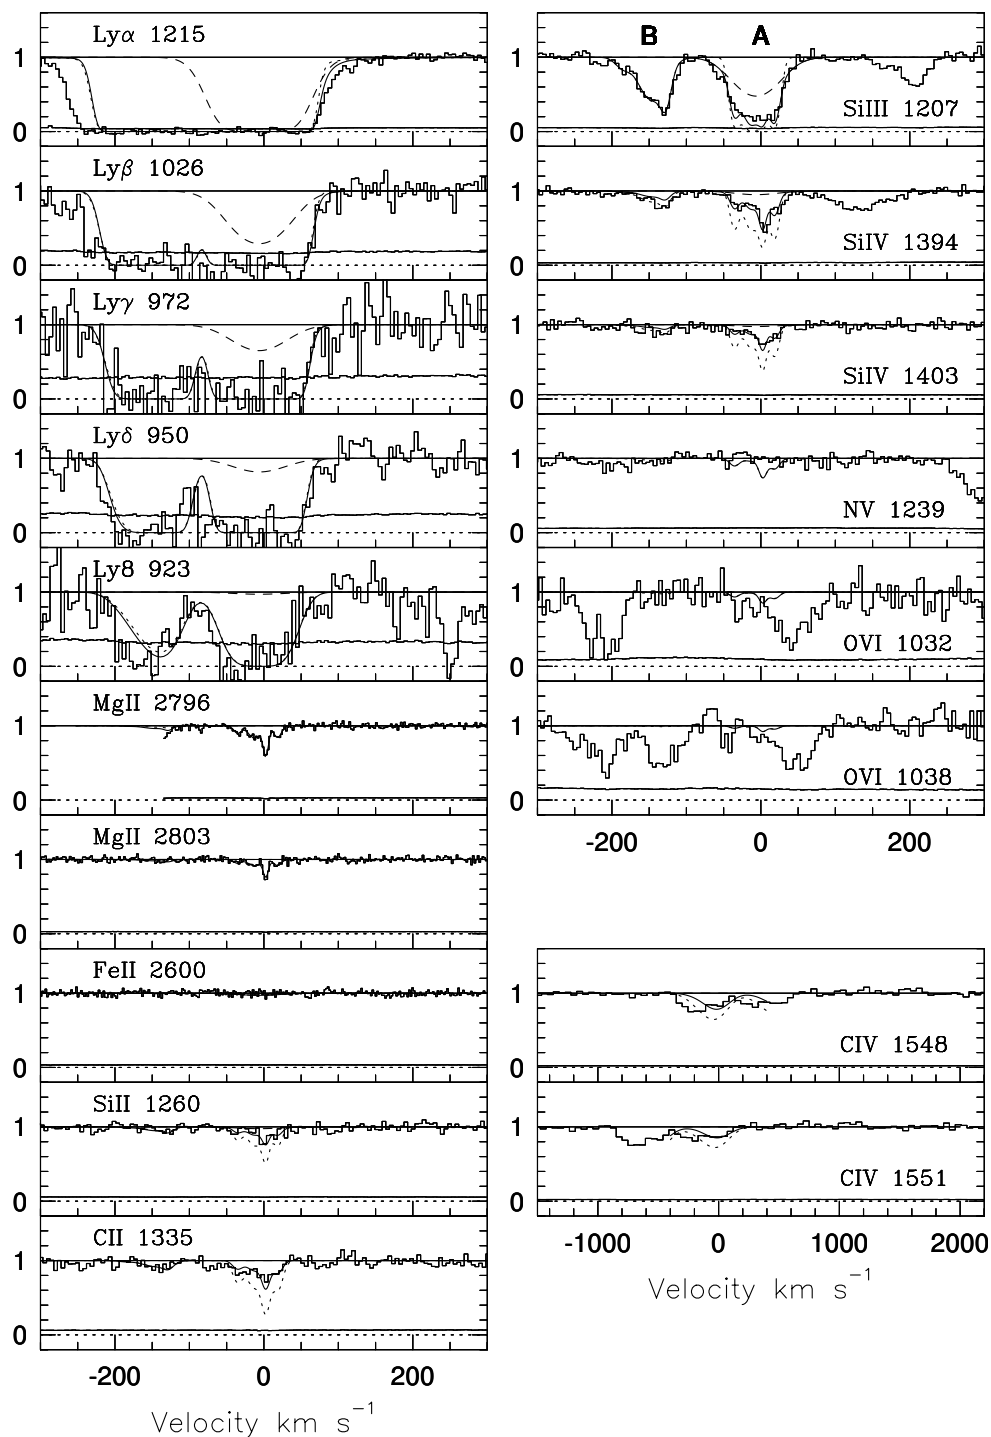 Lyα 1215
1
0
Lyβ 1026
1
0
Lyγ 972
1
0
Lyδ 950
1
0
Ly8 923
1
0
MgII 2796
1
0
MgII 2803
1
0
FeII 2600
1
0
SiII 1260
1
0
CII 1335
1
0
-200 0 200
Velocity km s⁻¹
B A
1
SiIII 1207
0
1
SiIV 1394
0
1
SiIV 1403
0
1
NV 1239
0
1
OVI 1032
0
1
OVI 1038
0
-200 0 200
1
CIV 1548
0
1
CIV 1551
0
-1000 0 1000 2000
Velocity km s⁻¹